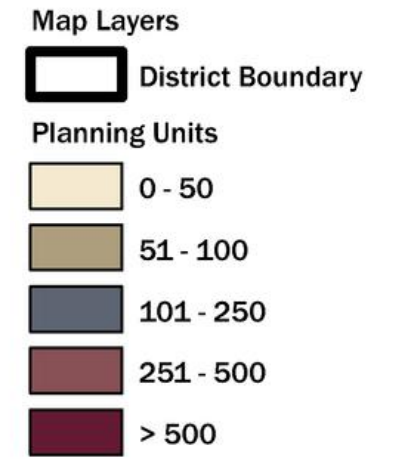 Map Layers
District Boundary
Planning Units
0 - 50
51 - 100
101 - 250
251 - 500
> 500